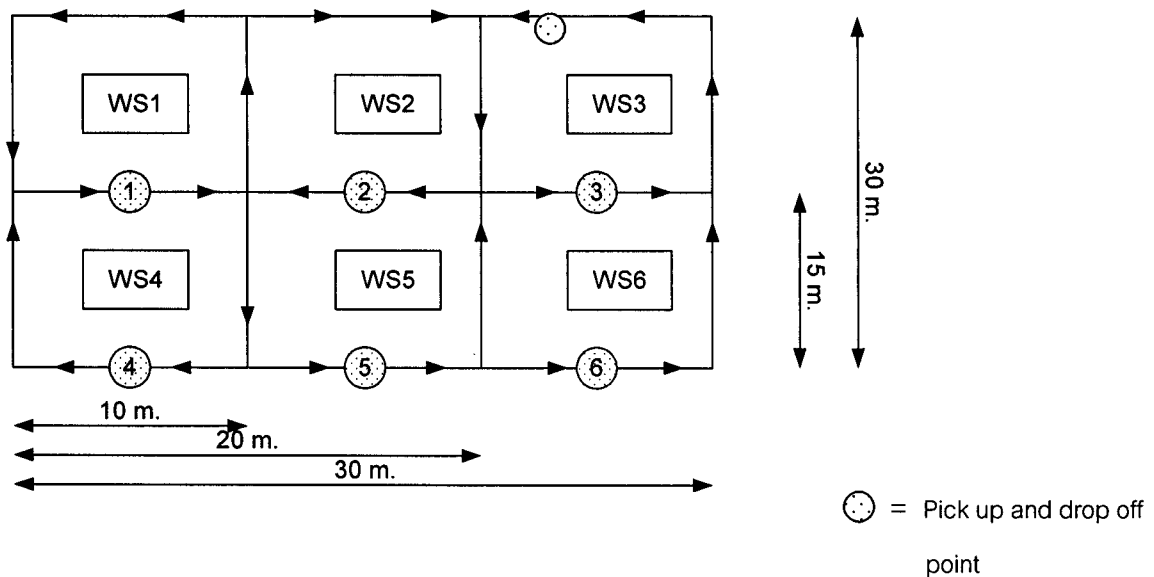 WS1
WS2
WS3
1
2
3
WS4
WS5
WS6
4
5
6
10 m.
20 m.
30 m.
15 m.
30 m.
= Pick up and drop off
point